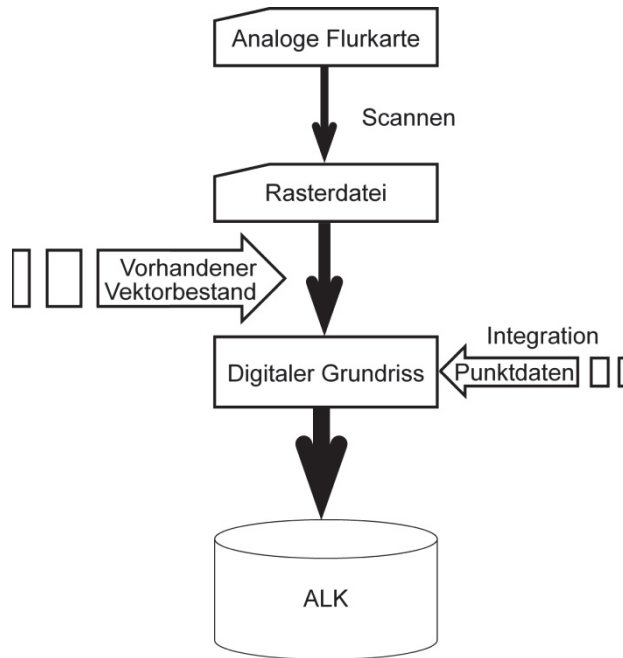 Analoge Flurkarte
Scannen
Rasterdatei
Vorhandener
Vektorbestand
Integration
Digitaler Grundriss
Punktdaten
ALK